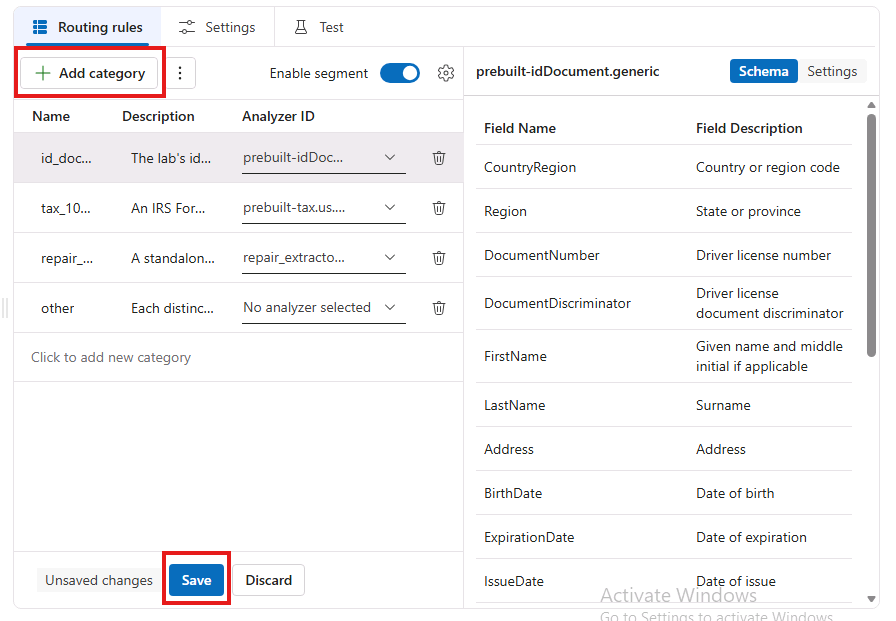 Routing rules Settings Test
Add category
Enable segment
Name Description Analyzer ID
id_doc... The lab's id... prebuilt-idDoc...
tax_10... An IRS For... prebuilt-tax.us....
repair_... A standalon... repair_extracto...
other Each distinc... No analyzer selected
Click to add new category
Unsaved changes Save Discard
prebuilt-idDocument.generic Schema Settings
Field Name Field Description
CountryRegion Country or region code
Region State or province
DocumentNumber Driver license number
DocumentDiscriminator Driver license
document discriminator
FirstName Given name and middle
initial if applicable
LastName Surname
Address Address
BirthDate Date of birth
ExpirationDate Date of expiration
IssueDate Date of issue
Activate Windows
Go to Settings to activate Windows.